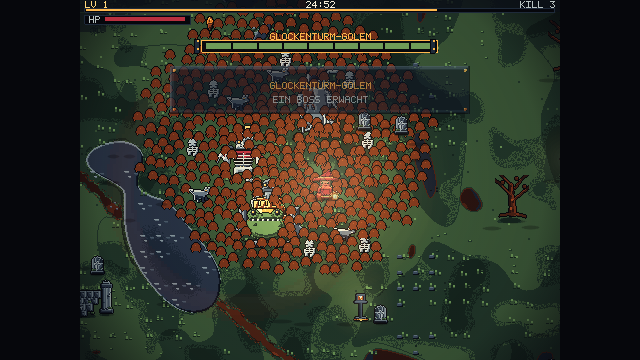 LV 1 24:52 KILL 3
HP
GLOCKENTURM-GOLEM
GLOCKENTURM-GOLEM
EIN BOSS ERWACHT